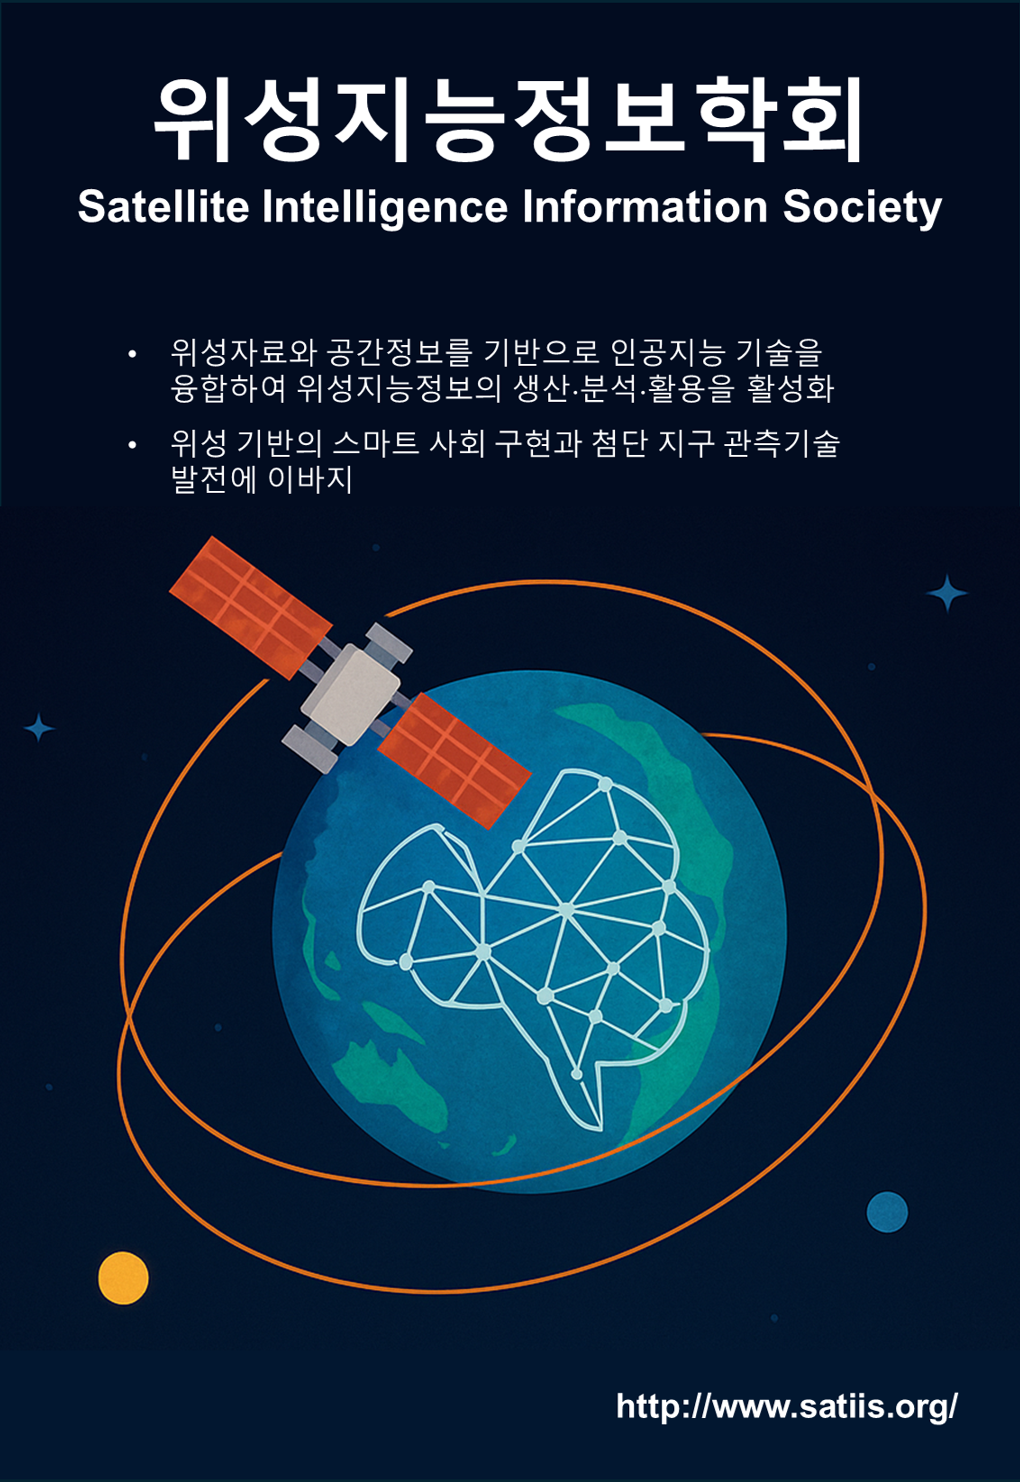 위성지능정보학회
Satellite Intelligence Information Society
• 위성자료와 공간정보를 기반으로 인공지능 기술을
융합하여 위성지능정보의 생산·분석·활용을 활성화
• 위성 기반의 스마트 사회 구현과 첨단 지구 관측기술
발전에 이바지
http://www.satiis.org/